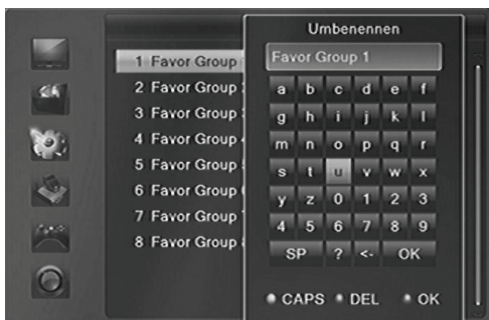 Umbenennen
Favor Group 1
1 Favor Group
2 Favor Group
3 Favor Group
4 Favor Group
5 Favor Group
6 Favor Group
7 Favor Group
8 Favor Group
a b c d e f
g h i j k l
m n o p q r
s t u v w x
y z 0 1 2 3
4 5 6 7 8 9
SP ? <- OK
CAPS DEL OK